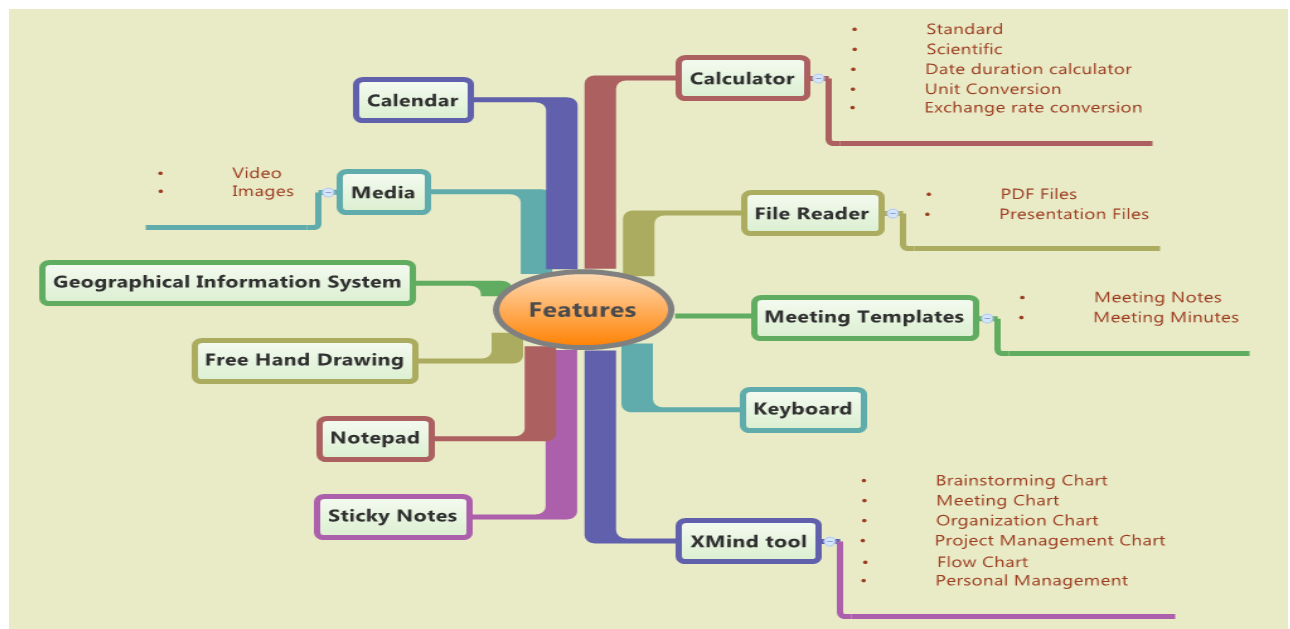 Features
Calculator
• Standard
• Scientific
• Date duration calculator
• Unit Conversion
• Exchange rate conversion
File Reader
• PDF Files
• Presentation Files
Meeting Templates
• Meeting Notes
• Meeting Minutes
Keyboard
XMind tool
• Brainstorming Chart
• Meeting Chart
• Organization Chart
• Project Management Chart
• Flow Chart
• Personal Management
Calendar
Media
• Video
• Images
Geographical Information System
Free Hand Drawing
Notepad
Sticky Notes